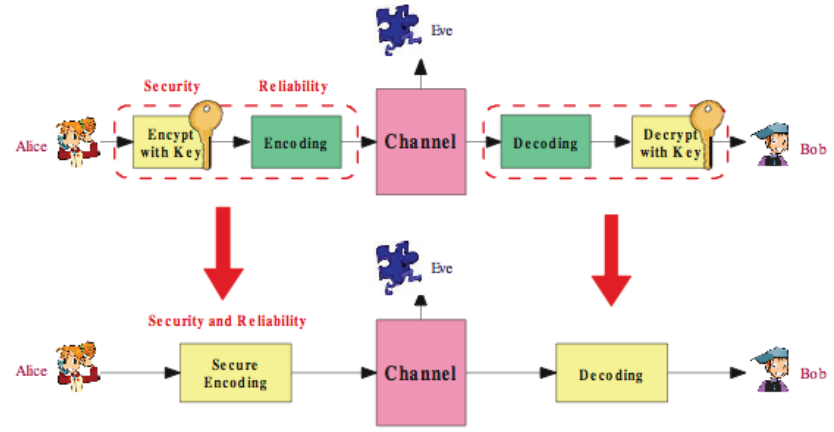 Eve
Security
Reliability
Alice
Encypt
with Key
Encoding
Channel
Decoding
Decrypt
with Key
Bob
Eve
Security and Reliability
Alice
Secure
Encoding
Channel
Decoding
Bob